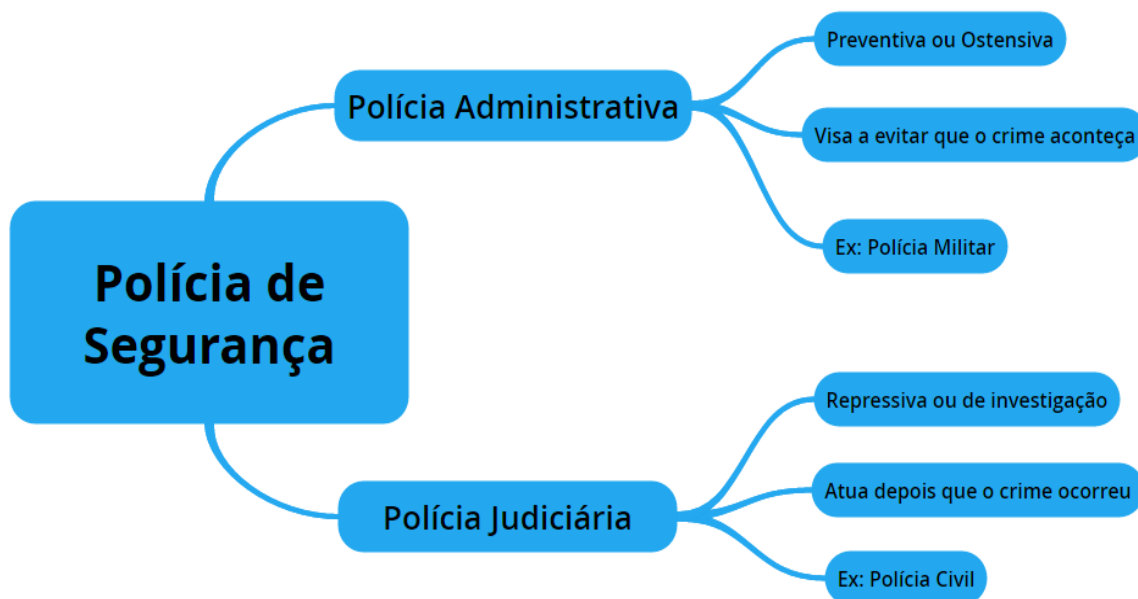 Polícia de
Segurança
Polícia Administrativa
Preventiva ou Ostensiva
Visa a evitar que o crime aconteça
Ex: Polícia Militar
Polícia Judiciária
Repressiva ou de investigação
Atua depois que o crime ocorreu
Ex: Polícia Civil